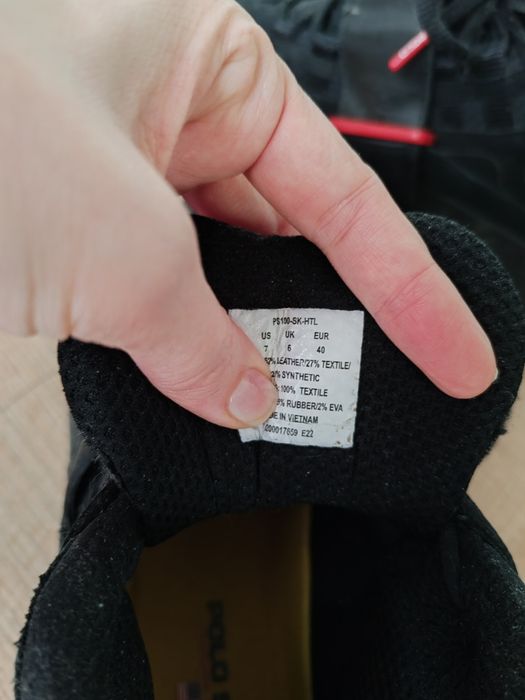 PS100-SK-HTL
US UK EUR
7 6 40
LEATHER/27% TEXTILE/
SYNTHETIC
100% TEXTILE
RUBBER/2% EVA
IN VIETNAM
E22
POLO